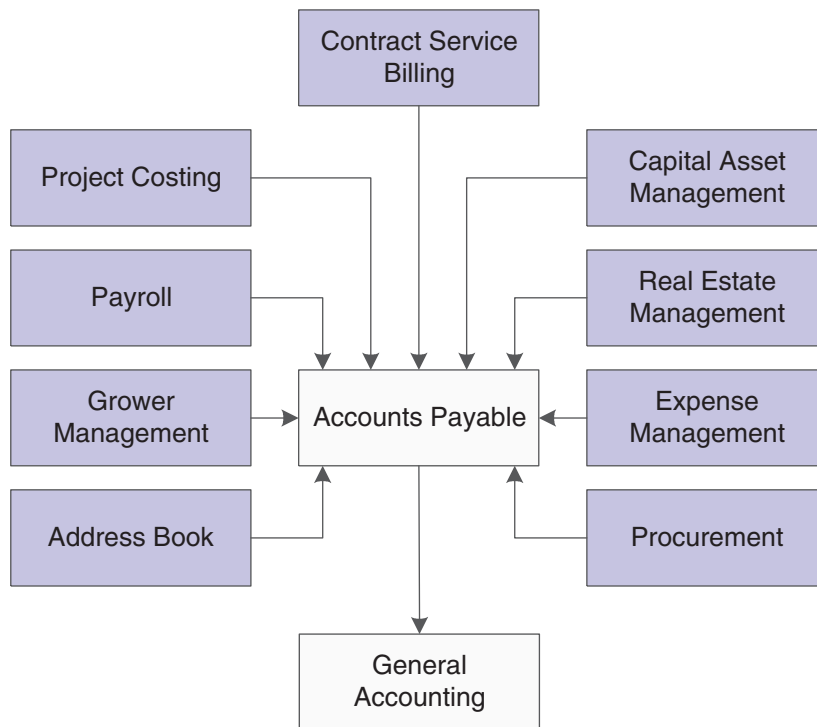 Contract Service
Billing
Project Costing
Capital Asset
Management
Payroll
Real Estate
Management
Grower
Management
Accounts Payable
Expense
Management
Address Book
Procurement
General
Accounting